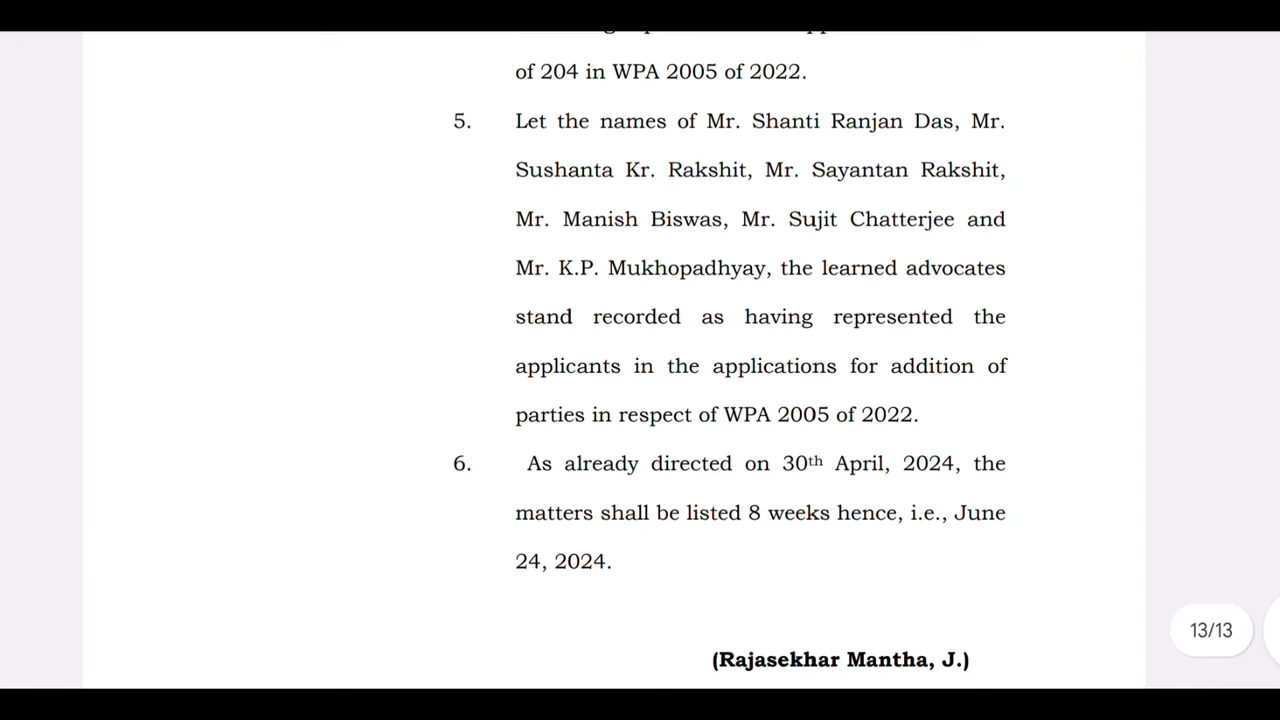 of 204 in WPA 2005 of 2022.
5. Let the names of Mr. Shanti Ranjan Das, Mr.
Sushanta Kr. Rakshit, Mr. Sayantan Rakshit,
Mr. Manish Biswas, Mr. Sujit Chatterjee and
Mr. K.P. Mukhopadhyay, the learned advocates
stand recorded as having represented the
applicants in the applications for addition of
parties in respect of WPA 2005 of 2022.
6. As already directed on 30th April, 2024, the
matters shall be listed 8 weeks hence, i.e., June
24, 2024.
13/13
(Rajasekhar Mantha, J.)